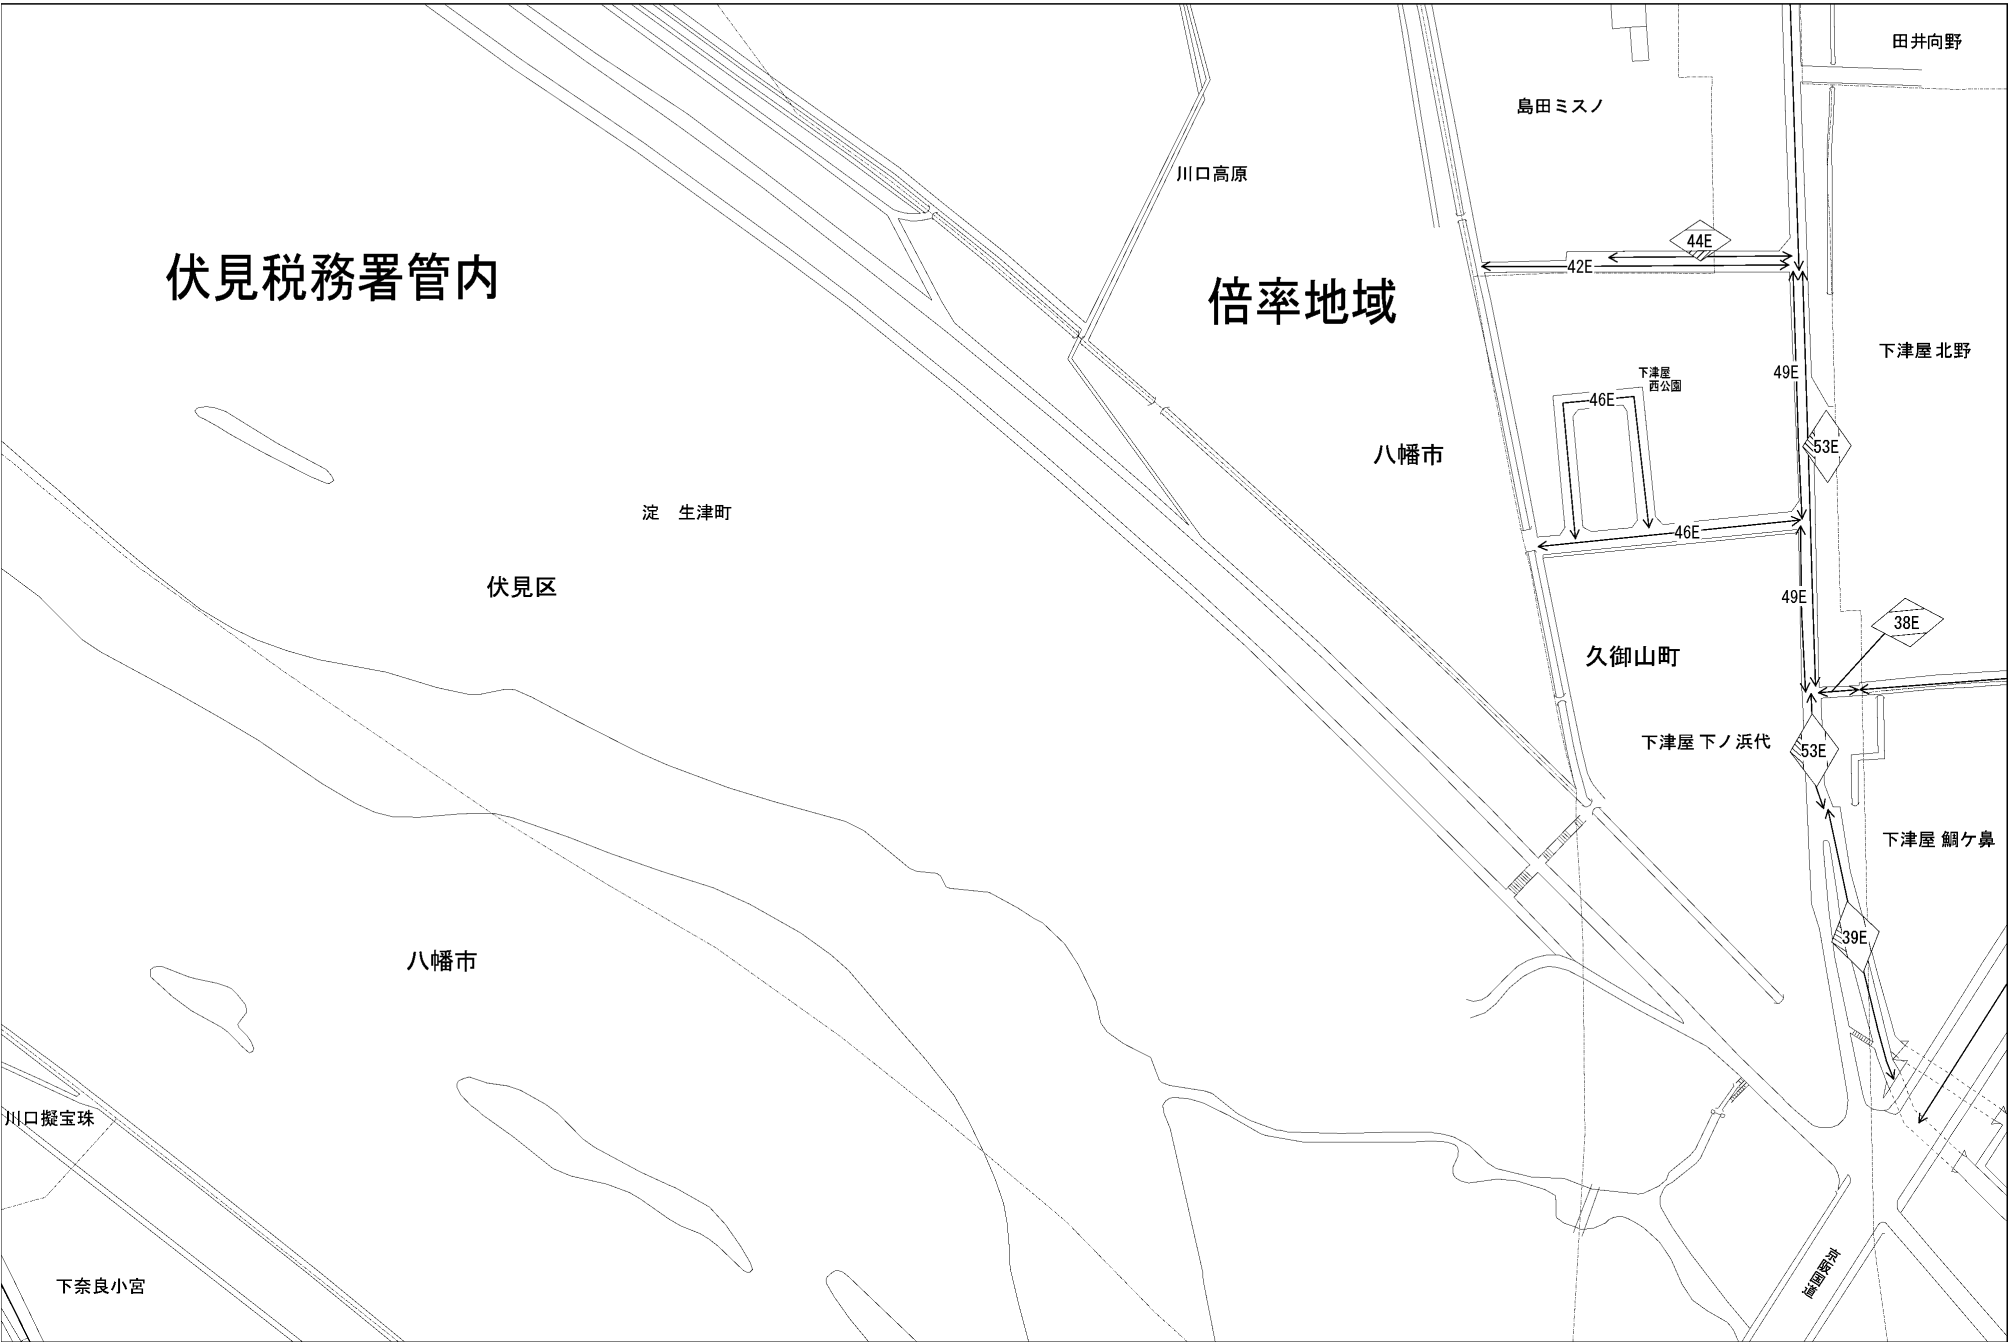 田井向野
島田ミスノ
川口高原
44E
42E
伏見税務署管内
倍率地域
下津屋 北野
下津屋
西公園
49E
46E
53E
八幡市
淀 生津町
46E
伏見区
49E
38E
久御山町
下津屋 下ノ浜代
53E
下津屋 鯛ケ鼻
39E
八幡市
川口擬宝珠
京阪国道
下奈良小宮